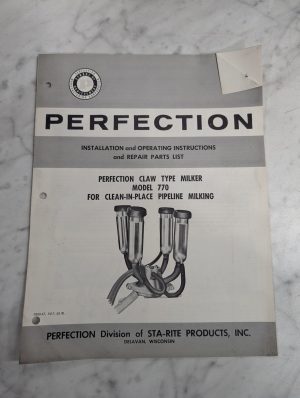 PERFECTION
INSTALLATION and OPERATING INSTRUCTIONS
and REPAIR PARTS LIST
PERFECTION CLAW TYPE MILKER
MODEL 770
FOR CLEAN-IN-PLACE PIPELINE MILKING
PERFECTION Division of STA-RITE PRODUCTS, INC.
DELAVAN, WISCONSIN